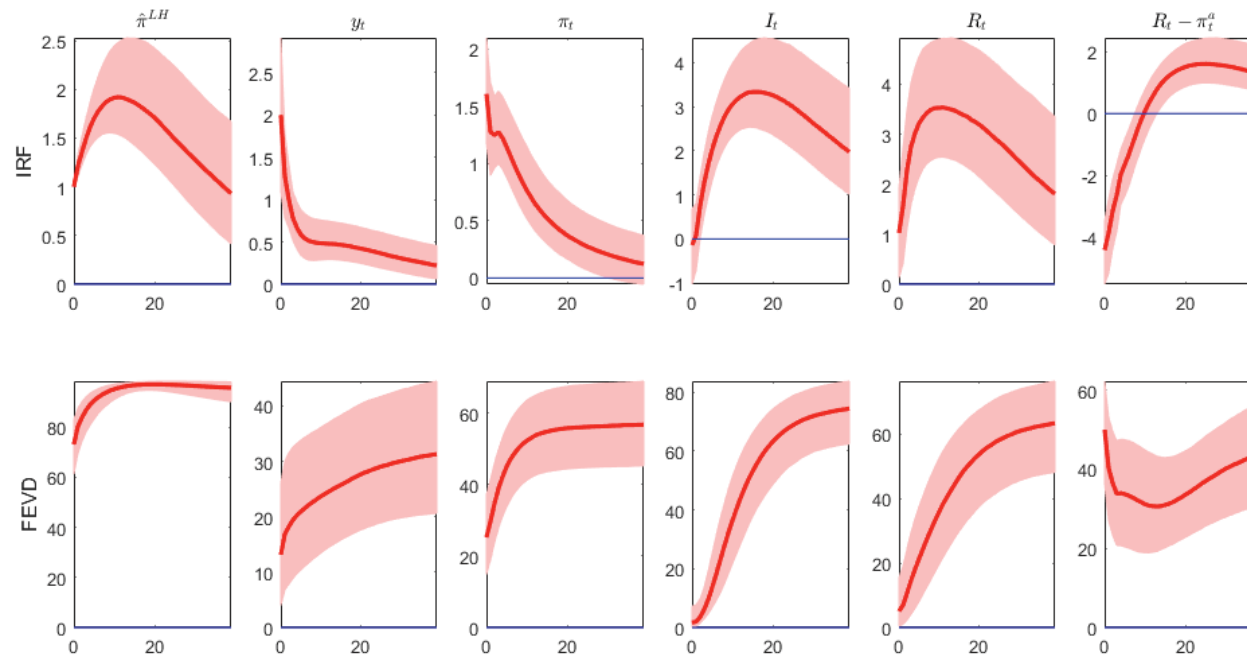 π̂^{LH} y_t π_t I_t R_t R_t − π_t^a
IRF
2.5 2 1.5 1 0.5 0
2.5 2 1.5 1 0.5 0
2 1.5 1 0.5 0
4 3 2 1 0 -1
4 3 2 1 0
2 0 -2 -4
0 20 0 20 0 20 0 20 0 20 0 20
FEVD
80 60 40 20 0
40 30 20 10 0
60 40 20 0
80 60 40 20 0
80 60 40 20 0
60 40 20 0
0 20 0 20 0 20 0 20 0 20 0 20